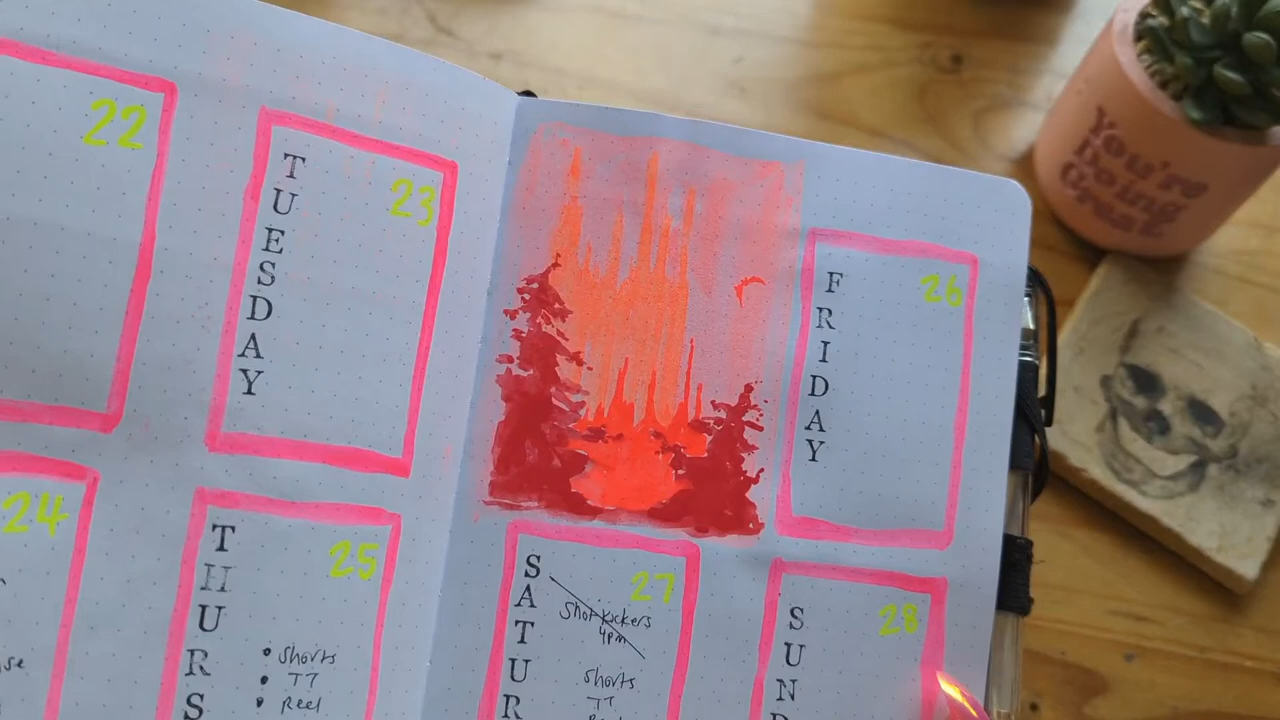 22
TUESDAY
23
24
THURS
25
• Shorts
• TT
• Reel
FRIDAY
26
SATUR
27
Shot Kickers
4pm
shorts
TT
SUND
28
You're
Doing
Great